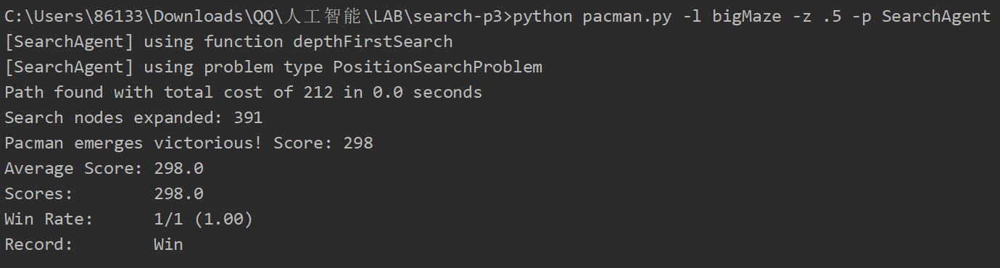 C:\Users\86133\Downloads\QQ\人工智能\LAB\search-p3>python pacman.py -l bigMaze -z .5 -p SearchAgent
[SearchAgent] using function depthFirstSearch
[SearchAgent] using problem type PositionSearchProblem
Path found with total cost of 212 in 0.0 seconds
Search nodes expanded: 391
Pacman emerges victorious! Score: 298
Average Score: 298.0
Scores:        298.0
Win Rate:      1/1 (1.00)
Record:        Win